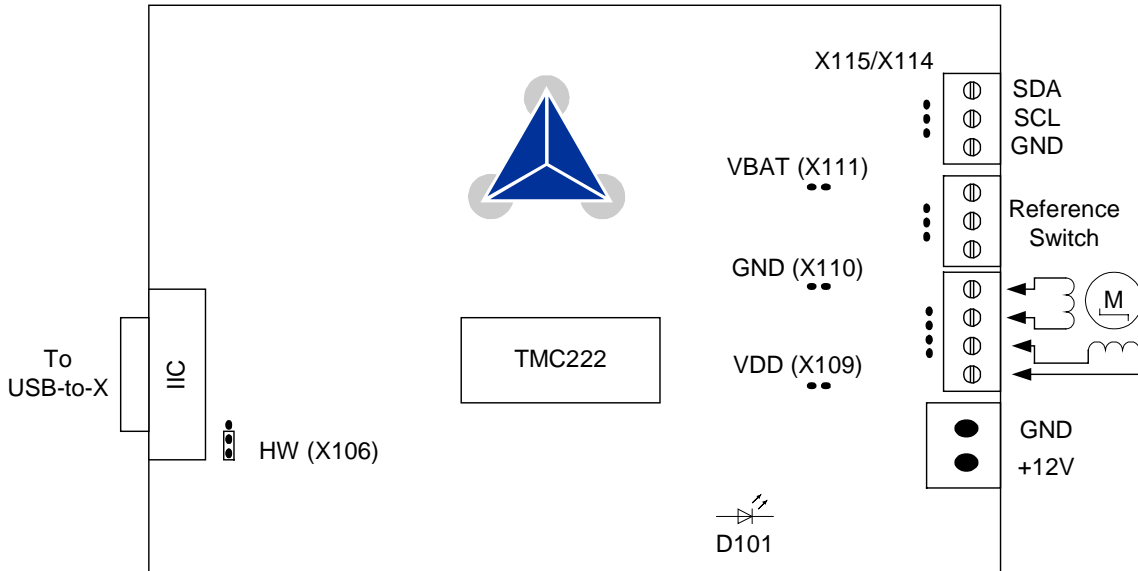 X115/X114
SDA
SCL
GND
VBAT (X111)
Reference
Switch
GND (X110)
M
To
USB-to-X
IIC
TMC222
VDD (X109)
HW (X106)
GND
+12V
D101